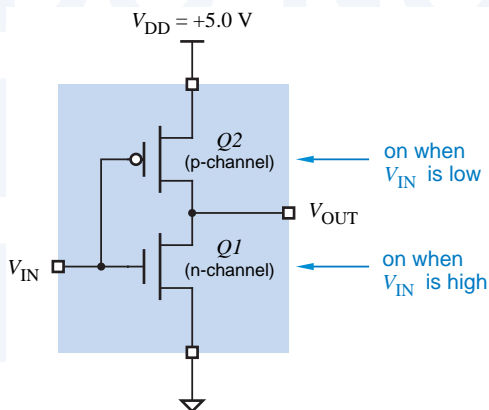 V_DD = +5.0 V
Q2
(p-channel)
on when
V_IN is low
V_OUT
Q1
(n-channel)
V_IN
on when
V_IN is high